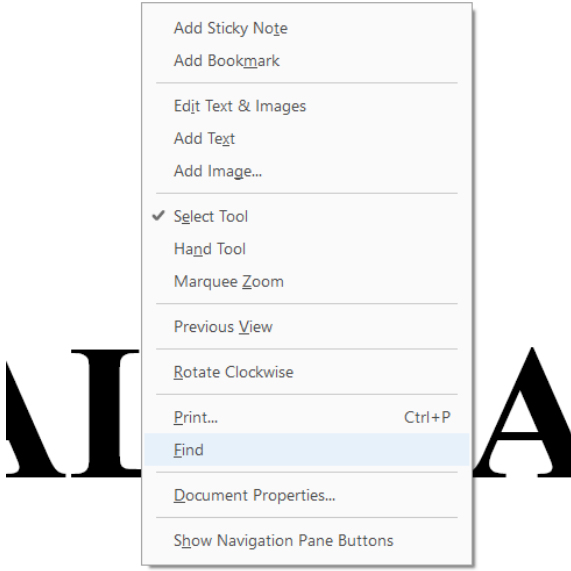 Add Sticky Note
Add Bookmark
Edit Text & Images
Add Text
Add Image...
Select Tool
Hand Tool
Marquee Zoom
Previous View
Rotate Clockwise
Print... Ctrl+P
Find
Document Properties...
Show Navigation Pane Buttons